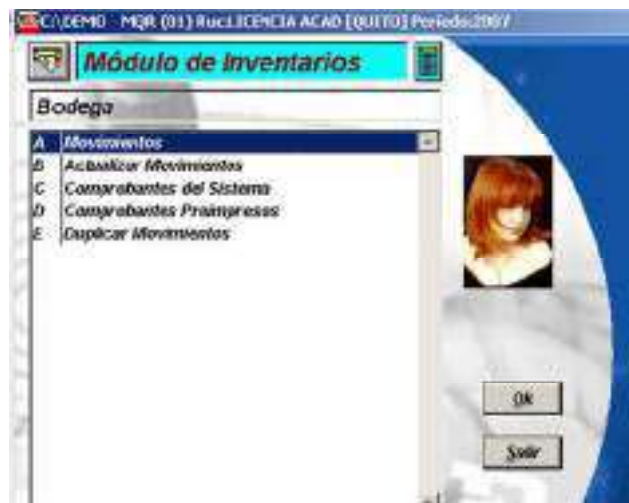 C:\DEMO MQR (01) Ruc:LICENCIA ACAD [QUITO] Periodo:2007
Módulo de Inventarios
Bodega
A Movimientos
B Actualizar Movimientos
C Comprobantes del Sistema
D Comprobantes Preimpresos
E Duplicar Movimientos
Ok
Salir